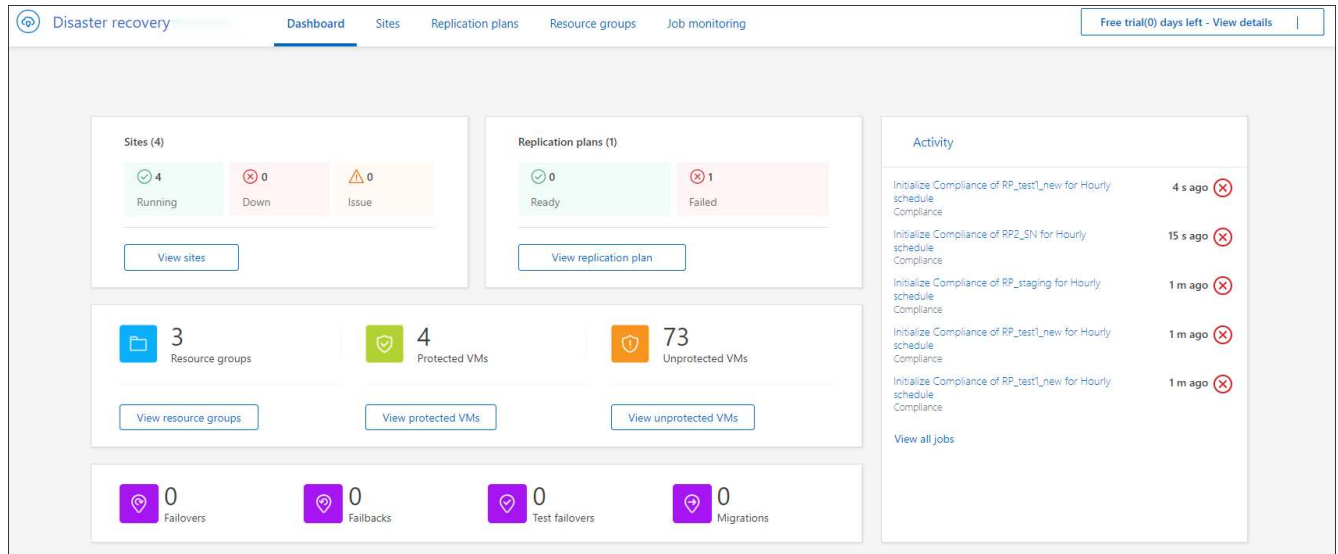 Disaster recovery
Dashboard
Sites
Replication plans
Resource groups
Job monitoring
Free trial(0) days left - View details
Sites (4)
4
Running
0
Down
0
Issue
View sites
Replication plans (1)
0
Ready
1
Failed
View replication plan
3
Resource groups
View resource groups
4
Protected VMs
View protected VMs
73
Unprotected VMs
View unprotected VMs
0
Failovers
0
Failbacks
0
Test failovers
0
Migrations
Activity
Initialize Compliance of RP_test1_new for Hourly
schedule
Compliance
4 s ago
Initialize Compliance of RP2_SN for Hourly
schedule
Compliance
15 s ago
Initialize Compliance of RP_staging for Hourly
schedule
Compliance
1 m ago
Initialize Compliance of RP_test1_new for Hourly
schedule
Compliance
1 m ago
Initialize Compliance of RP_test1_new for Hourly
schedule
Compliance
1 m ago
View all jobs